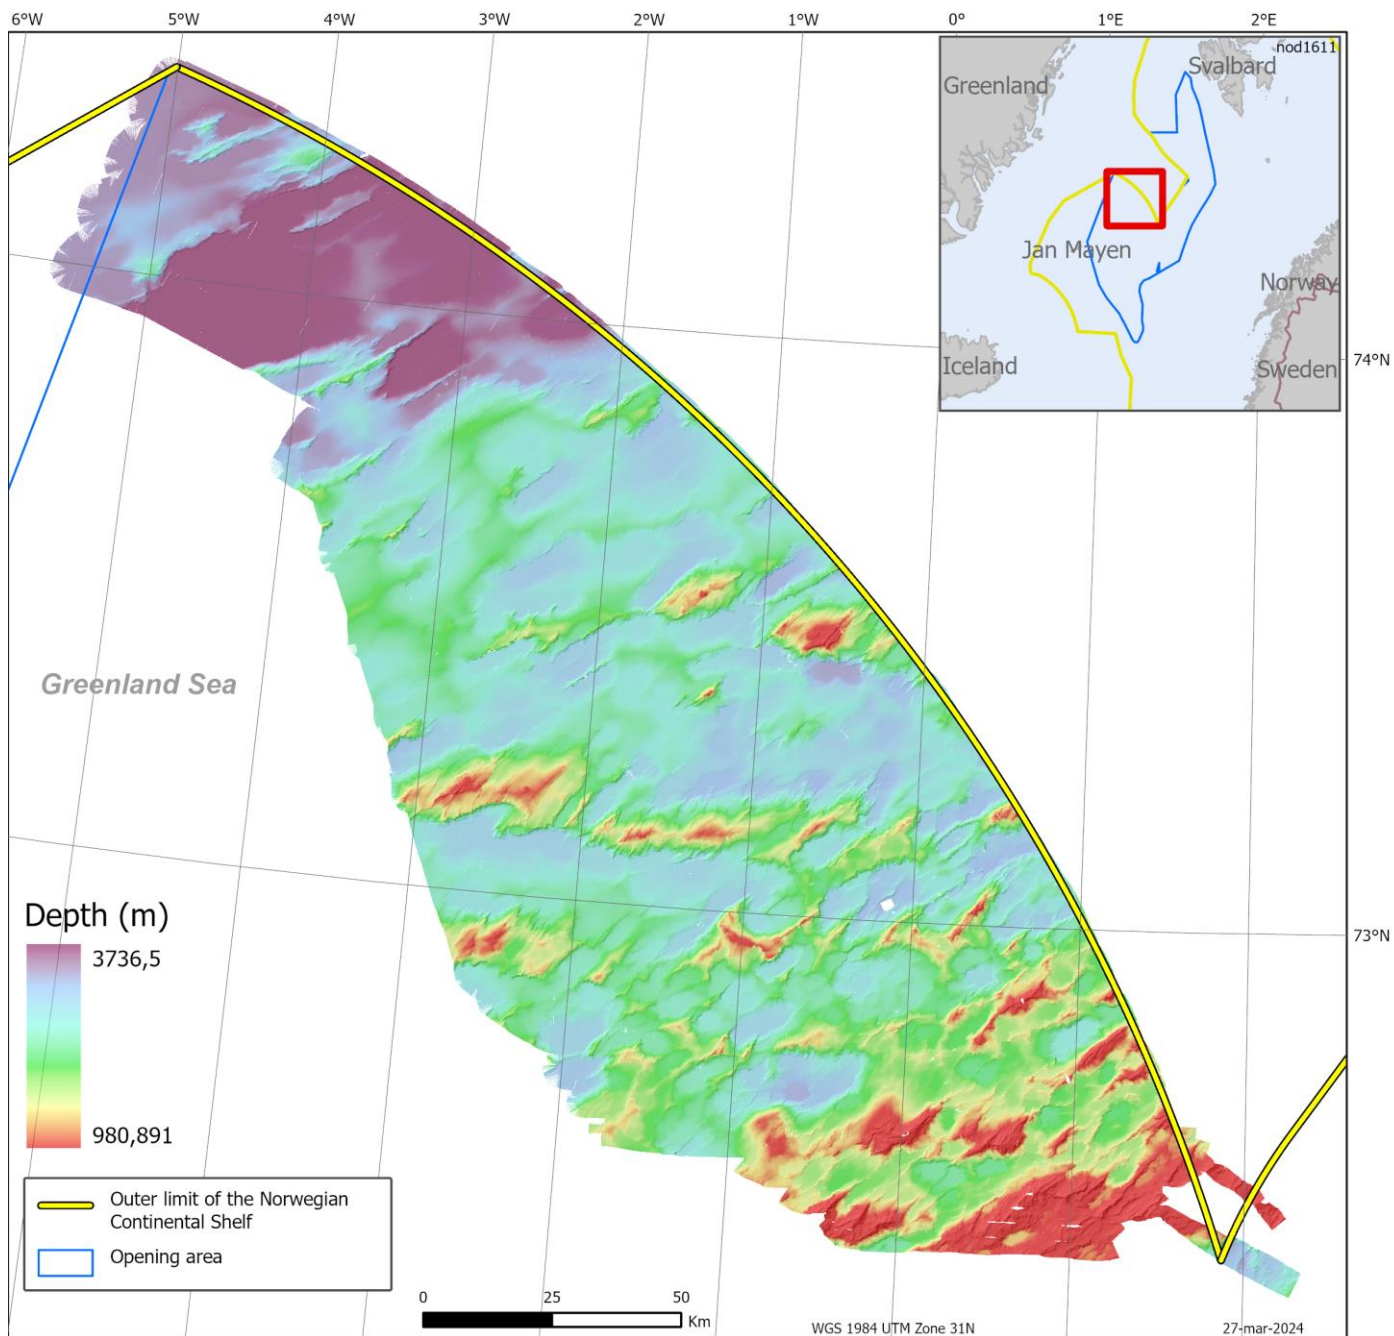 6°W 5°W 4°W 3°W 2°W 1°W 0° 1°E 2°E
nod1611
Svalbard
Greenland
Jan Mayen
Norway
Iceland
Sweden
74°N
Greenland Sea
73°N
Depth (m)
3736,5
980,891
Outer limit of the Norwegian
Continental Shelf
Opening area
0 25 50
Km
WGS 1984 UTM Zone 31N
27-mar-2024